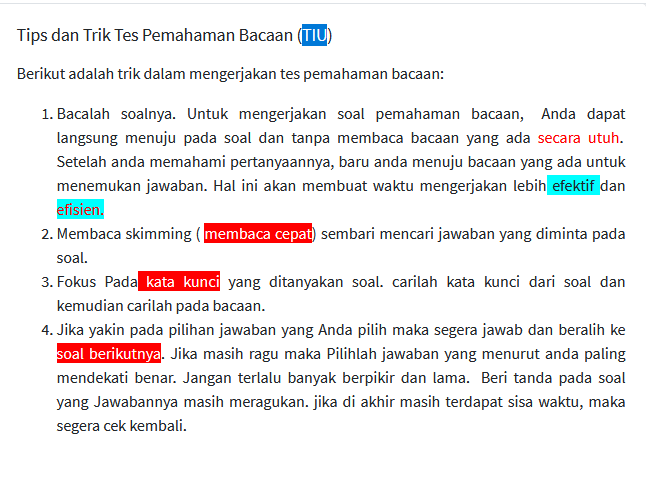 Tips dan Trik Tes Pemahaman Bacaan (TIU)
Berikut adalah trik dalam mengerjakan tes pemahaman bacaan:
1. Bacalah soalnya. Untuk mengerjakan soal pemahaman bacaan, Anda dapat
langsung menuju pada soal dan tanpa membaca bacaan yang ada secara utuh.
Setelah anda memahami pertanyaannya, baru anda menuju bacaan yang ada untuk
menemukan jawaban. Hal ini akan membuat waktu mengerjakan lebih efektif dan
efisien.
2. Membaca skimming ( membaca cepat) sembari mencari jawaban yang diminta pada
soal.
3. Fokus Pada kata kunci yang ditanyakan soal. carilah kata kunci dari soal dan
kemudian carilah pada bacaan.
4. Jika yakin pada pilihan jawaban yang Anda pilih maka segera jawab dan beralih ke
soal berikutnya. Jika masih ragu maka Pilihlah jawaban yang menurut anda paling
mendekati benar. Jangan terlalu banyak berpikir dan lama. Beri tanda pada soal
yang Jawabannya masih meragukan. jika di akhir masih terdapat sisa waktu, maka
segera cek kembali.